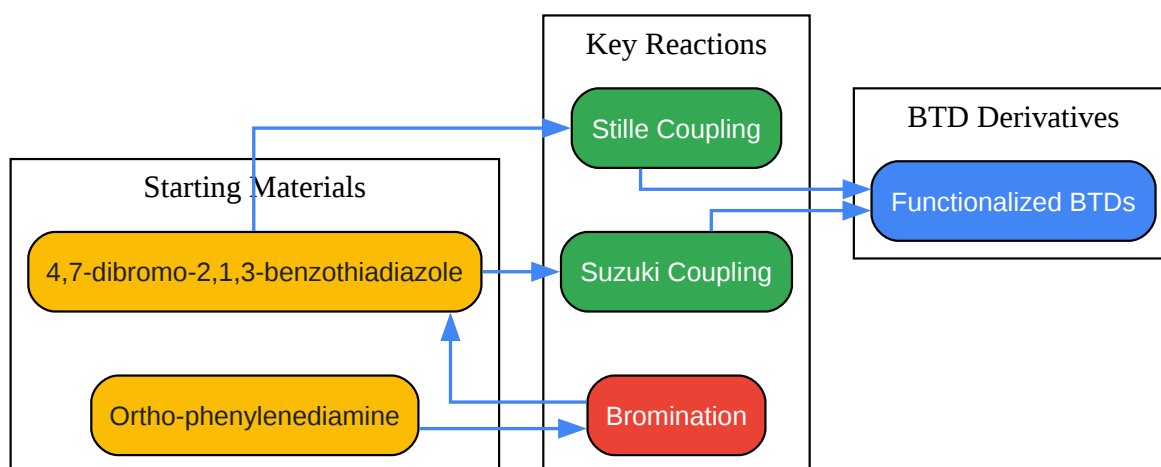 Starting Materials
4,7-dibromo-2,1,3-benzothiadiazole
Ortho-phenylenediamine
Key Reactions
Stille Coupling
Suzuki Coupling
Bromination
BTD Derivatives
Functionalized BTDs